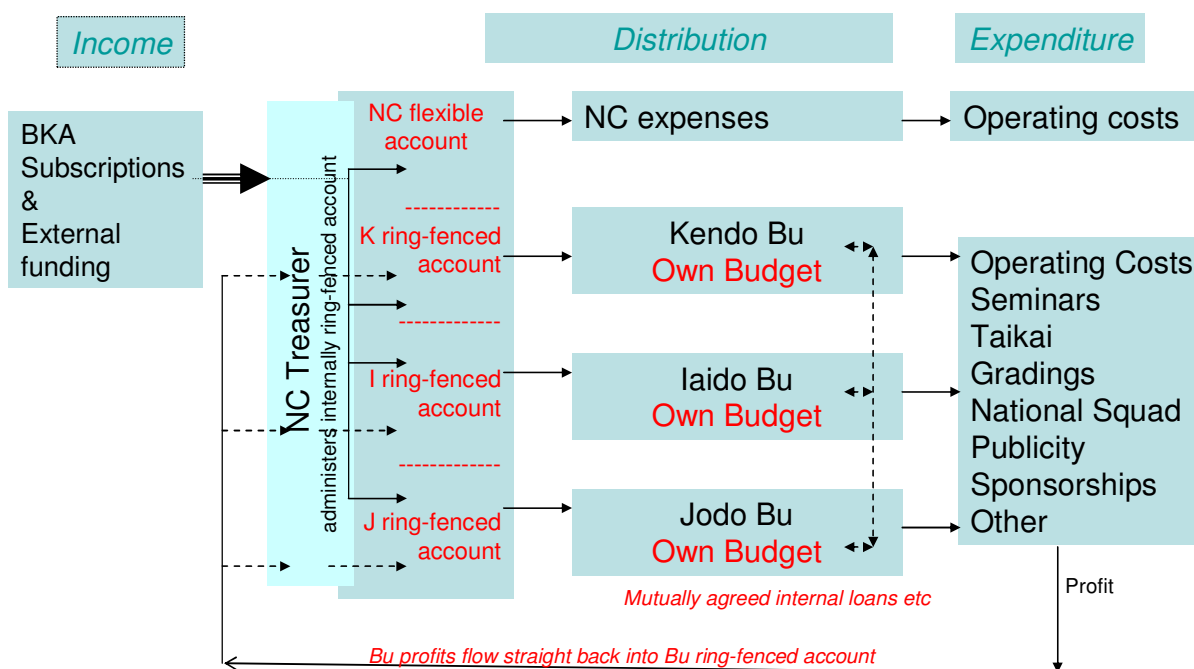 Income
Distribution
Expenditure
BKA
Subscriptions
&
External
funding
NC Treasurer
administers internally ring-fenced account
NC flexible
account
------------
K ring-fenced
account
------------
I ring-fenced
account
------------
J ring-fenced
account
NC expenses
Operating costs
Kendo Bu
Own Budget
Iaido Bu
Own Budget
Jodo Bu
Own Budget
Mutually agreed internal loans etc
Operating Costs
Seminars
Taikai
Gradings
National Squad
Publicity
Sponsorships
Other
Profit
Bu profits flow straight back into Bu ring-fenced account